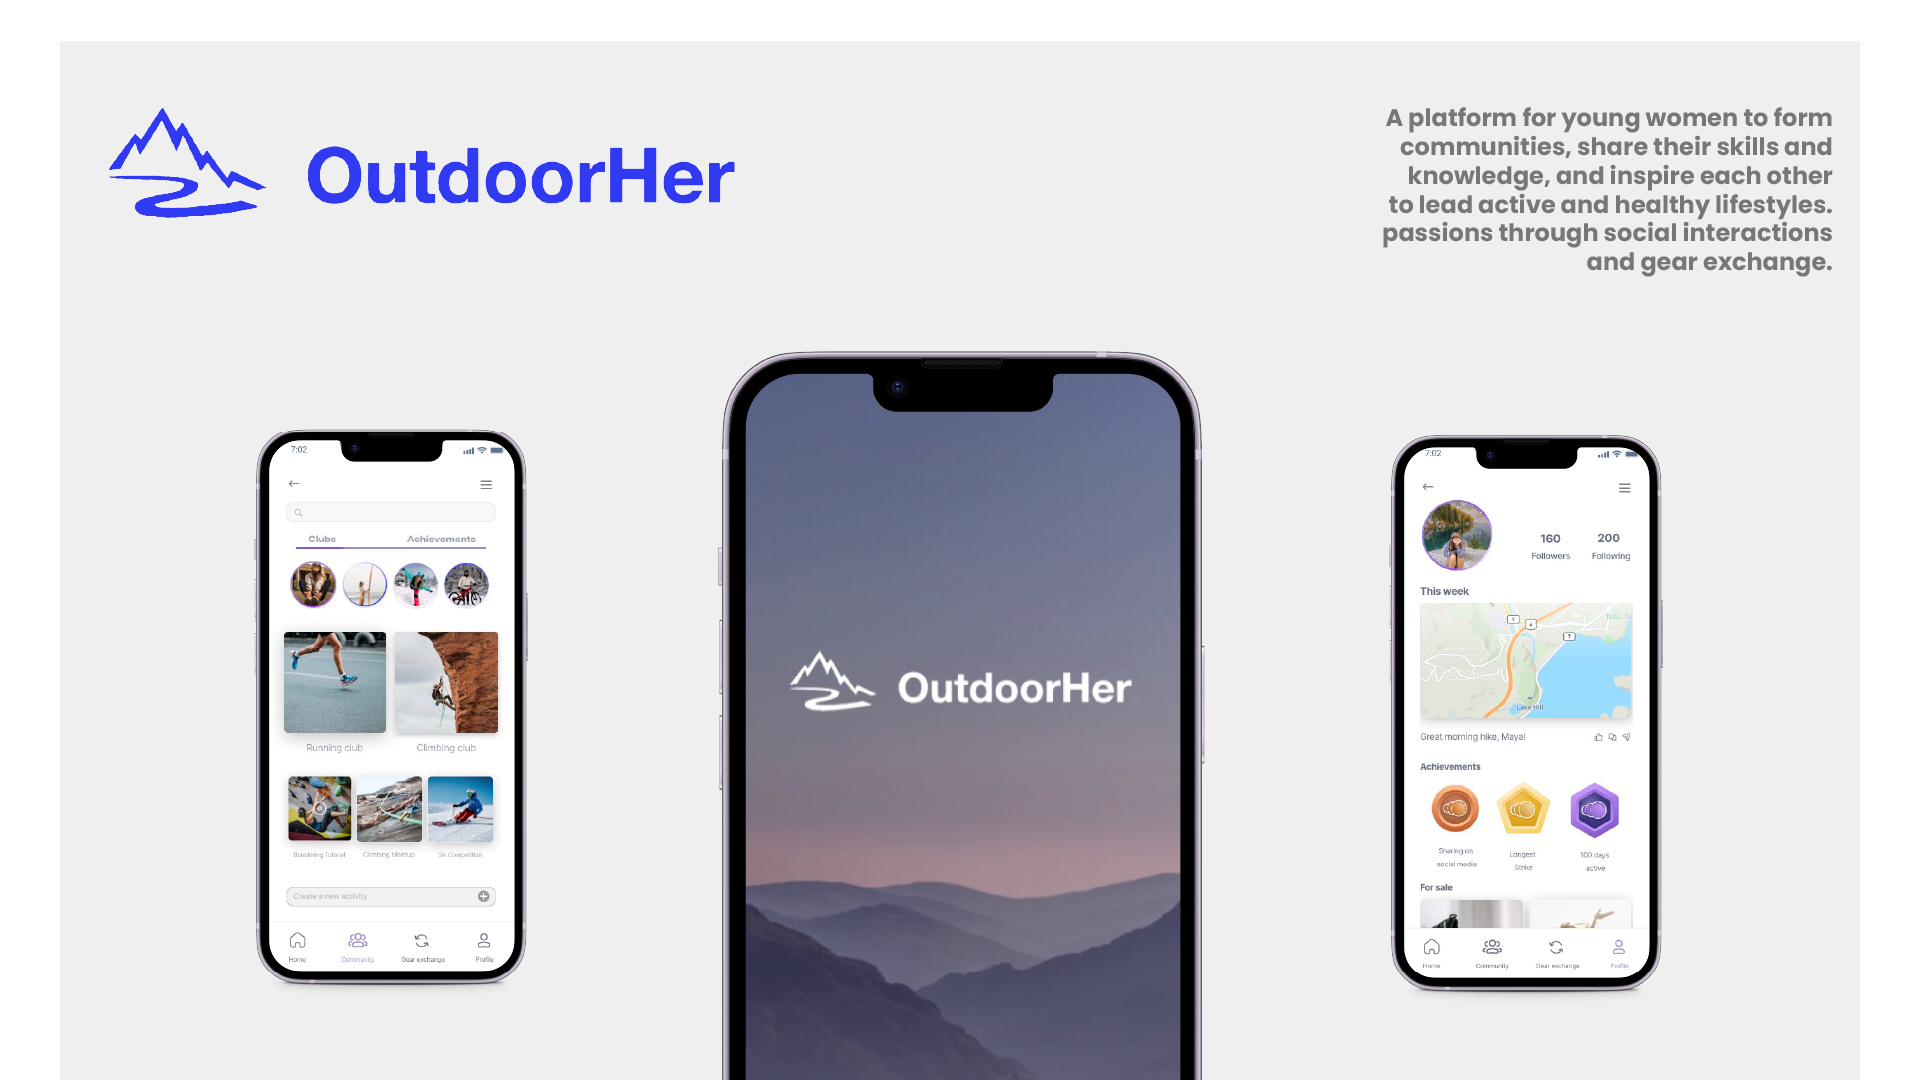 OutdoorHer
A platform for young women to form
communities, share their skills and
knowledge, and inspire each other
to lead active and healthy lifestyles.
passions through social interactions
and gear exchange.
7:02
Clubs Achievements
Running club Climbing club
Bouldering Tutorial Climbing Meetup Ski Competition
Create a new activity
Home Community Gear exchange Profile
OutdoorHer
7:02
160 200
Followers Following
This week
1
6
7
Lake Hill
Great morning hike, Maya!
Achievements
Sharing on
social media
Longest
Strike
100 days
active
For sale
Home Community Gear exchange Profile